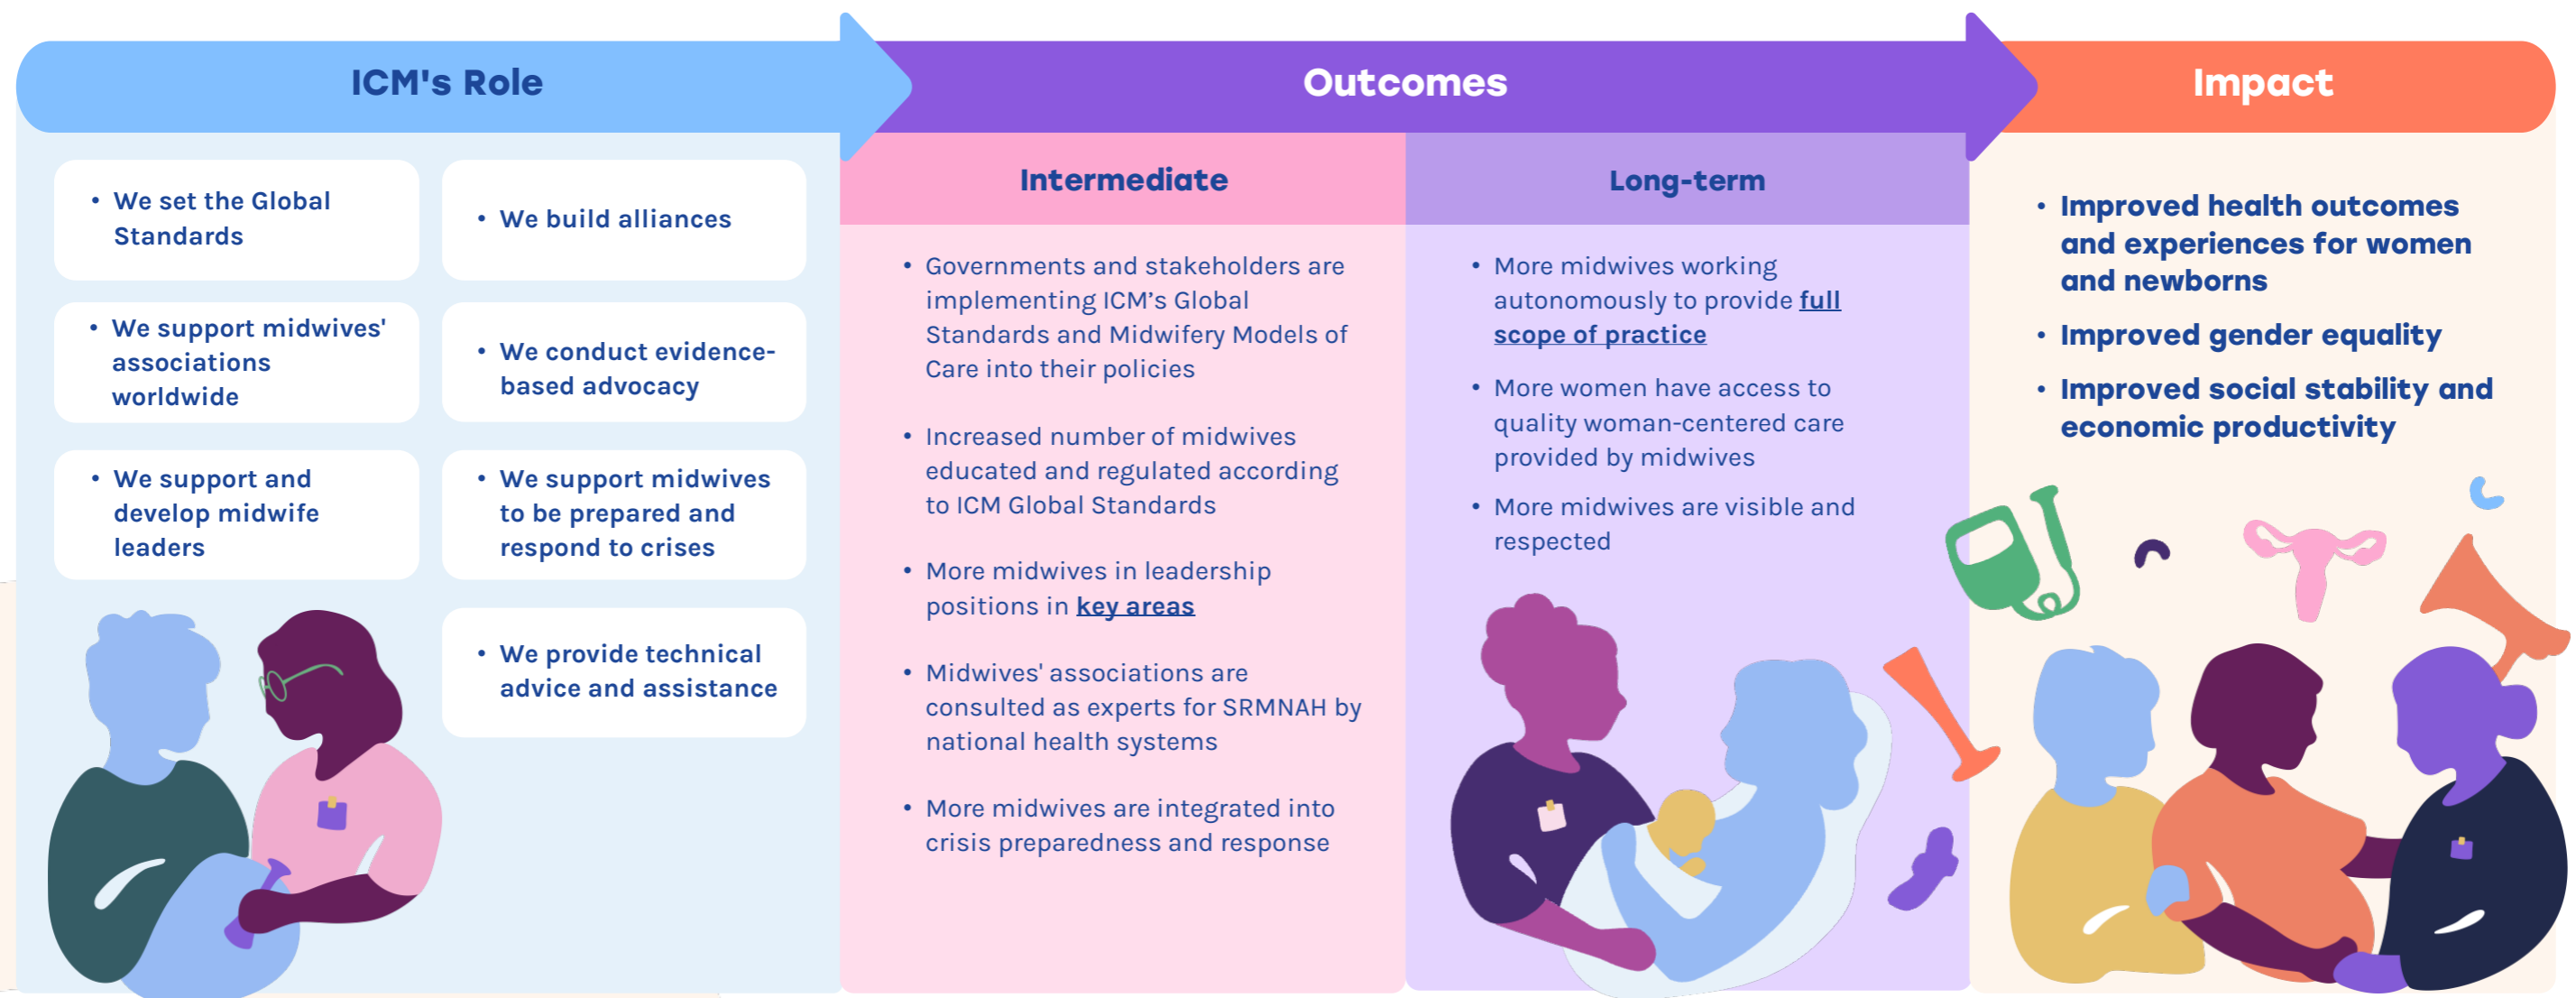 ICM's Role
• We set the Global
Standards
• We support midwives'
associations
worldwide
• We support and
develop midwife
leaders
• We build alliances
• We conduct evidence-
based advocacy
• We support midwives
to be prepared and
respond to crises
• We provide technical
advice and assistance
Outcomes
Intermediate
• Governments and stakeholders are
implementing ICM’s Global
Standards and Midwifery Models of
Care into their policies
• Increased number of midwives
educated and regulated according
to ICM Global Standards
• More midwives in leadership
positions in key areas
• Midwives' associations are
consulted as experts for SRMNAH by
national health systems
• More midwives are integrated into
crisis preparedness and response
Long-term
• More midwives working
autonomously to provide full
scope of practice
• More women have access to
quality woman-centered care
provided by midwives
• More midwives are visible and
respected
Impact
• Improved health outcomes
and experiences for women
and newborns
• Improved gender equality
• Improved social stability and
economic productivity